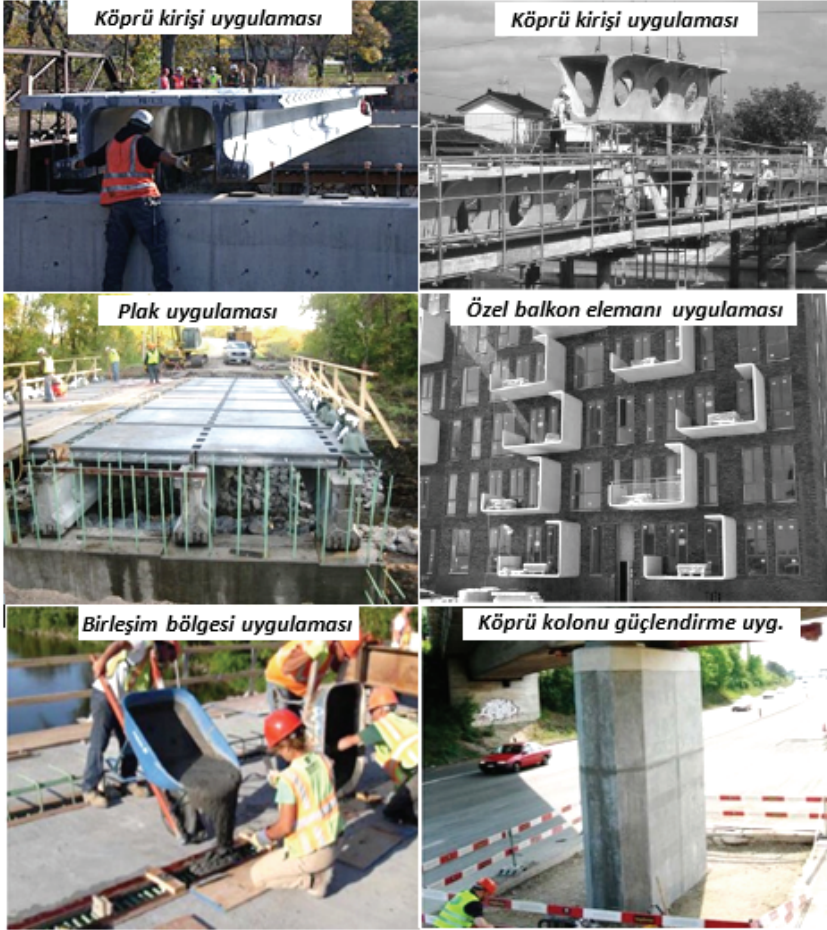 Köprü kirişi uygulaması
Köprü kirişi uygulaması
Plak uygulaması
Özel balkon elemanı uygulaması
Birleşim bölgesi uygulaması
Köprü kolonu güçlendirme uyg.